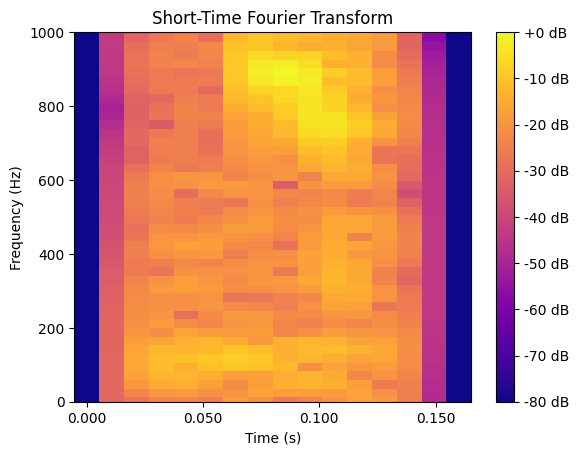 Short-Time Fourier Transform
1000
800
600
400
200
0
Frequency (Hz)
0.000
0.050
0.100
0.150
Time (s)
+0 dB
-10 dB
-20 dB
-30 dB
-40 dB
-50 dB
-60 dB
-70 dB
-80 dB